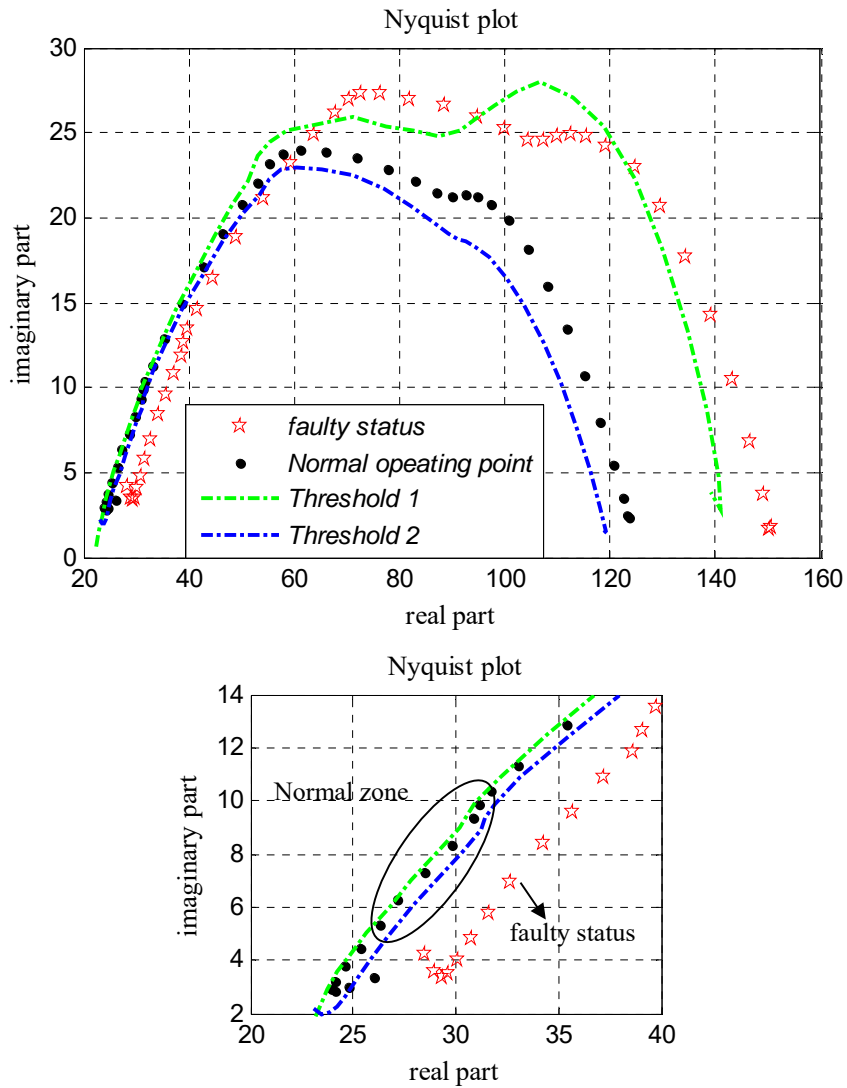 Nyquist plot
30
25
20
15
10
5
0
imaginary part
faulty status
Normal opeating point
Threshold 1
Threshold 2
20 40 60 80 100 120 140 160
real part
Nyquist plot
14
12
10
8
6
4
2
imaginary part
Normal zone
faulty status
20 25 30 35 40
real part